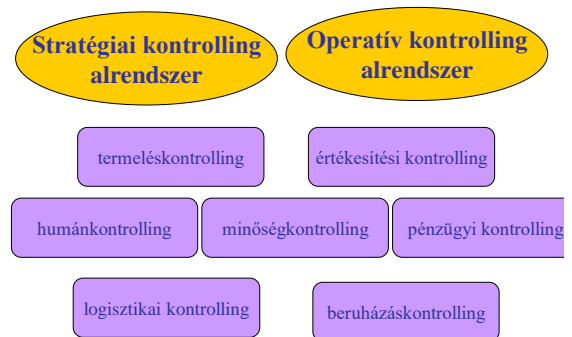 Stratégiai kontrolling
alrendszer
Operatív kontrolling
alrendszer
termeléskontrolling
értékesítési kontrolling
humánkontrolling
minőségkontrolling
pénzügyi kontrolling
logisztikai kontrolling
beruházáskontrolling